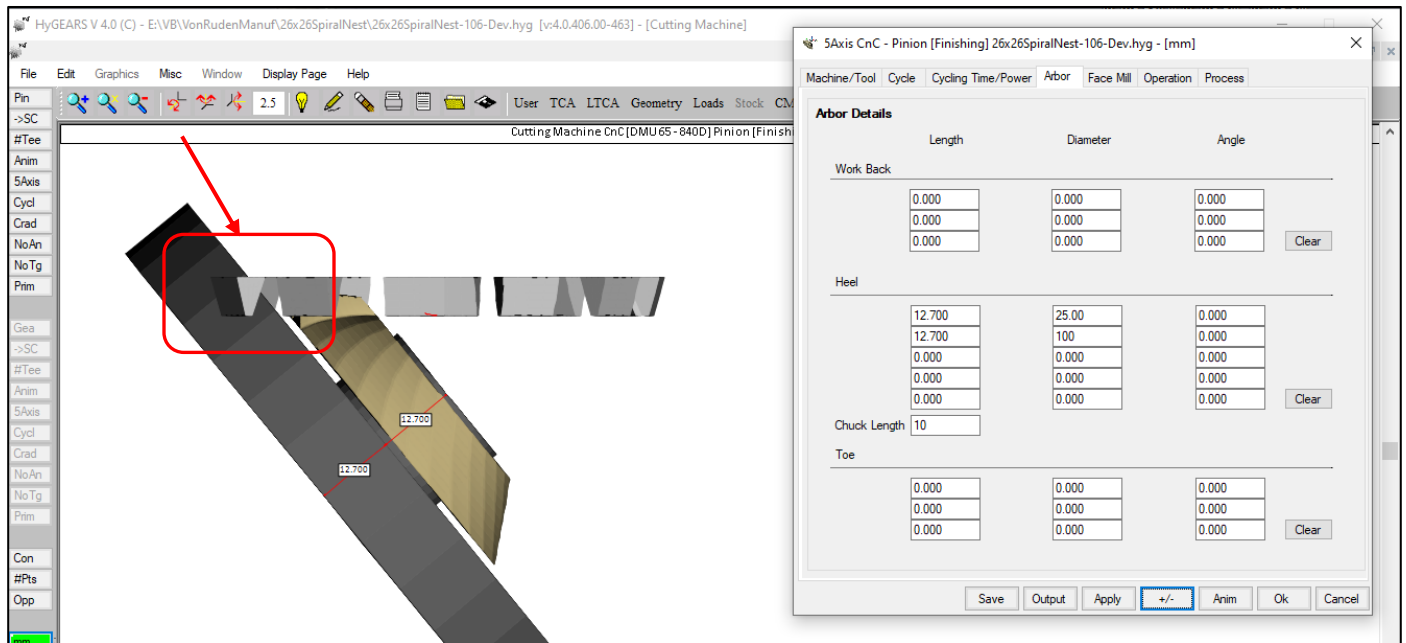 HyGEARS V 4.0 (C) - E:\VB\VonRudenManuf\26x26SpiralNest\26x26SpiralNest-106-Dev.hyg [v:4.0.406.00-463] - [Cutting Machine]
File Edit Graphics Misc Window Display Page Help
2.5 User TCA LTCA Geometry Loads Stock CM
Cutting Machine CnC [DMU65 - 840D] Pinion [Finishi
Pin
->SC
#Tee
Anim
5Axis
Cycl
Crad
NoAn
NoTg
Prim
Gea
->SC
#Tee
Anim
5Axis
Cycl
Crad
NoAn
NoTg
Prim
Con
#Pts
Opp
mm
12.700
12.700
5Axis CnC - Pinion [Finishing] 26x26SpiralNest-106-Dev.hyg - [mm]
Machine/Tool Cycle Cycling Time/Power Arbor Face Mill Operation Process
Arbor Details
Length Diameter Angle
Work Back
0.000 0.000 0.000
0.000 0.000 0.000
0.000 0.000 0.000 Clear
Heel
12.700 25.00 0.000
12.700 100 0.000
0.000 0.000 0.000
0.000 0.000 0.000
0.000 0.000 0.000 Clear
Chuck Length 10
Toe
0.000 0.000 0.000
0.000 0.000 0.000
0.000 0.000 0.000 Clear
Save Output Apply +/- Anim Ok Cancel